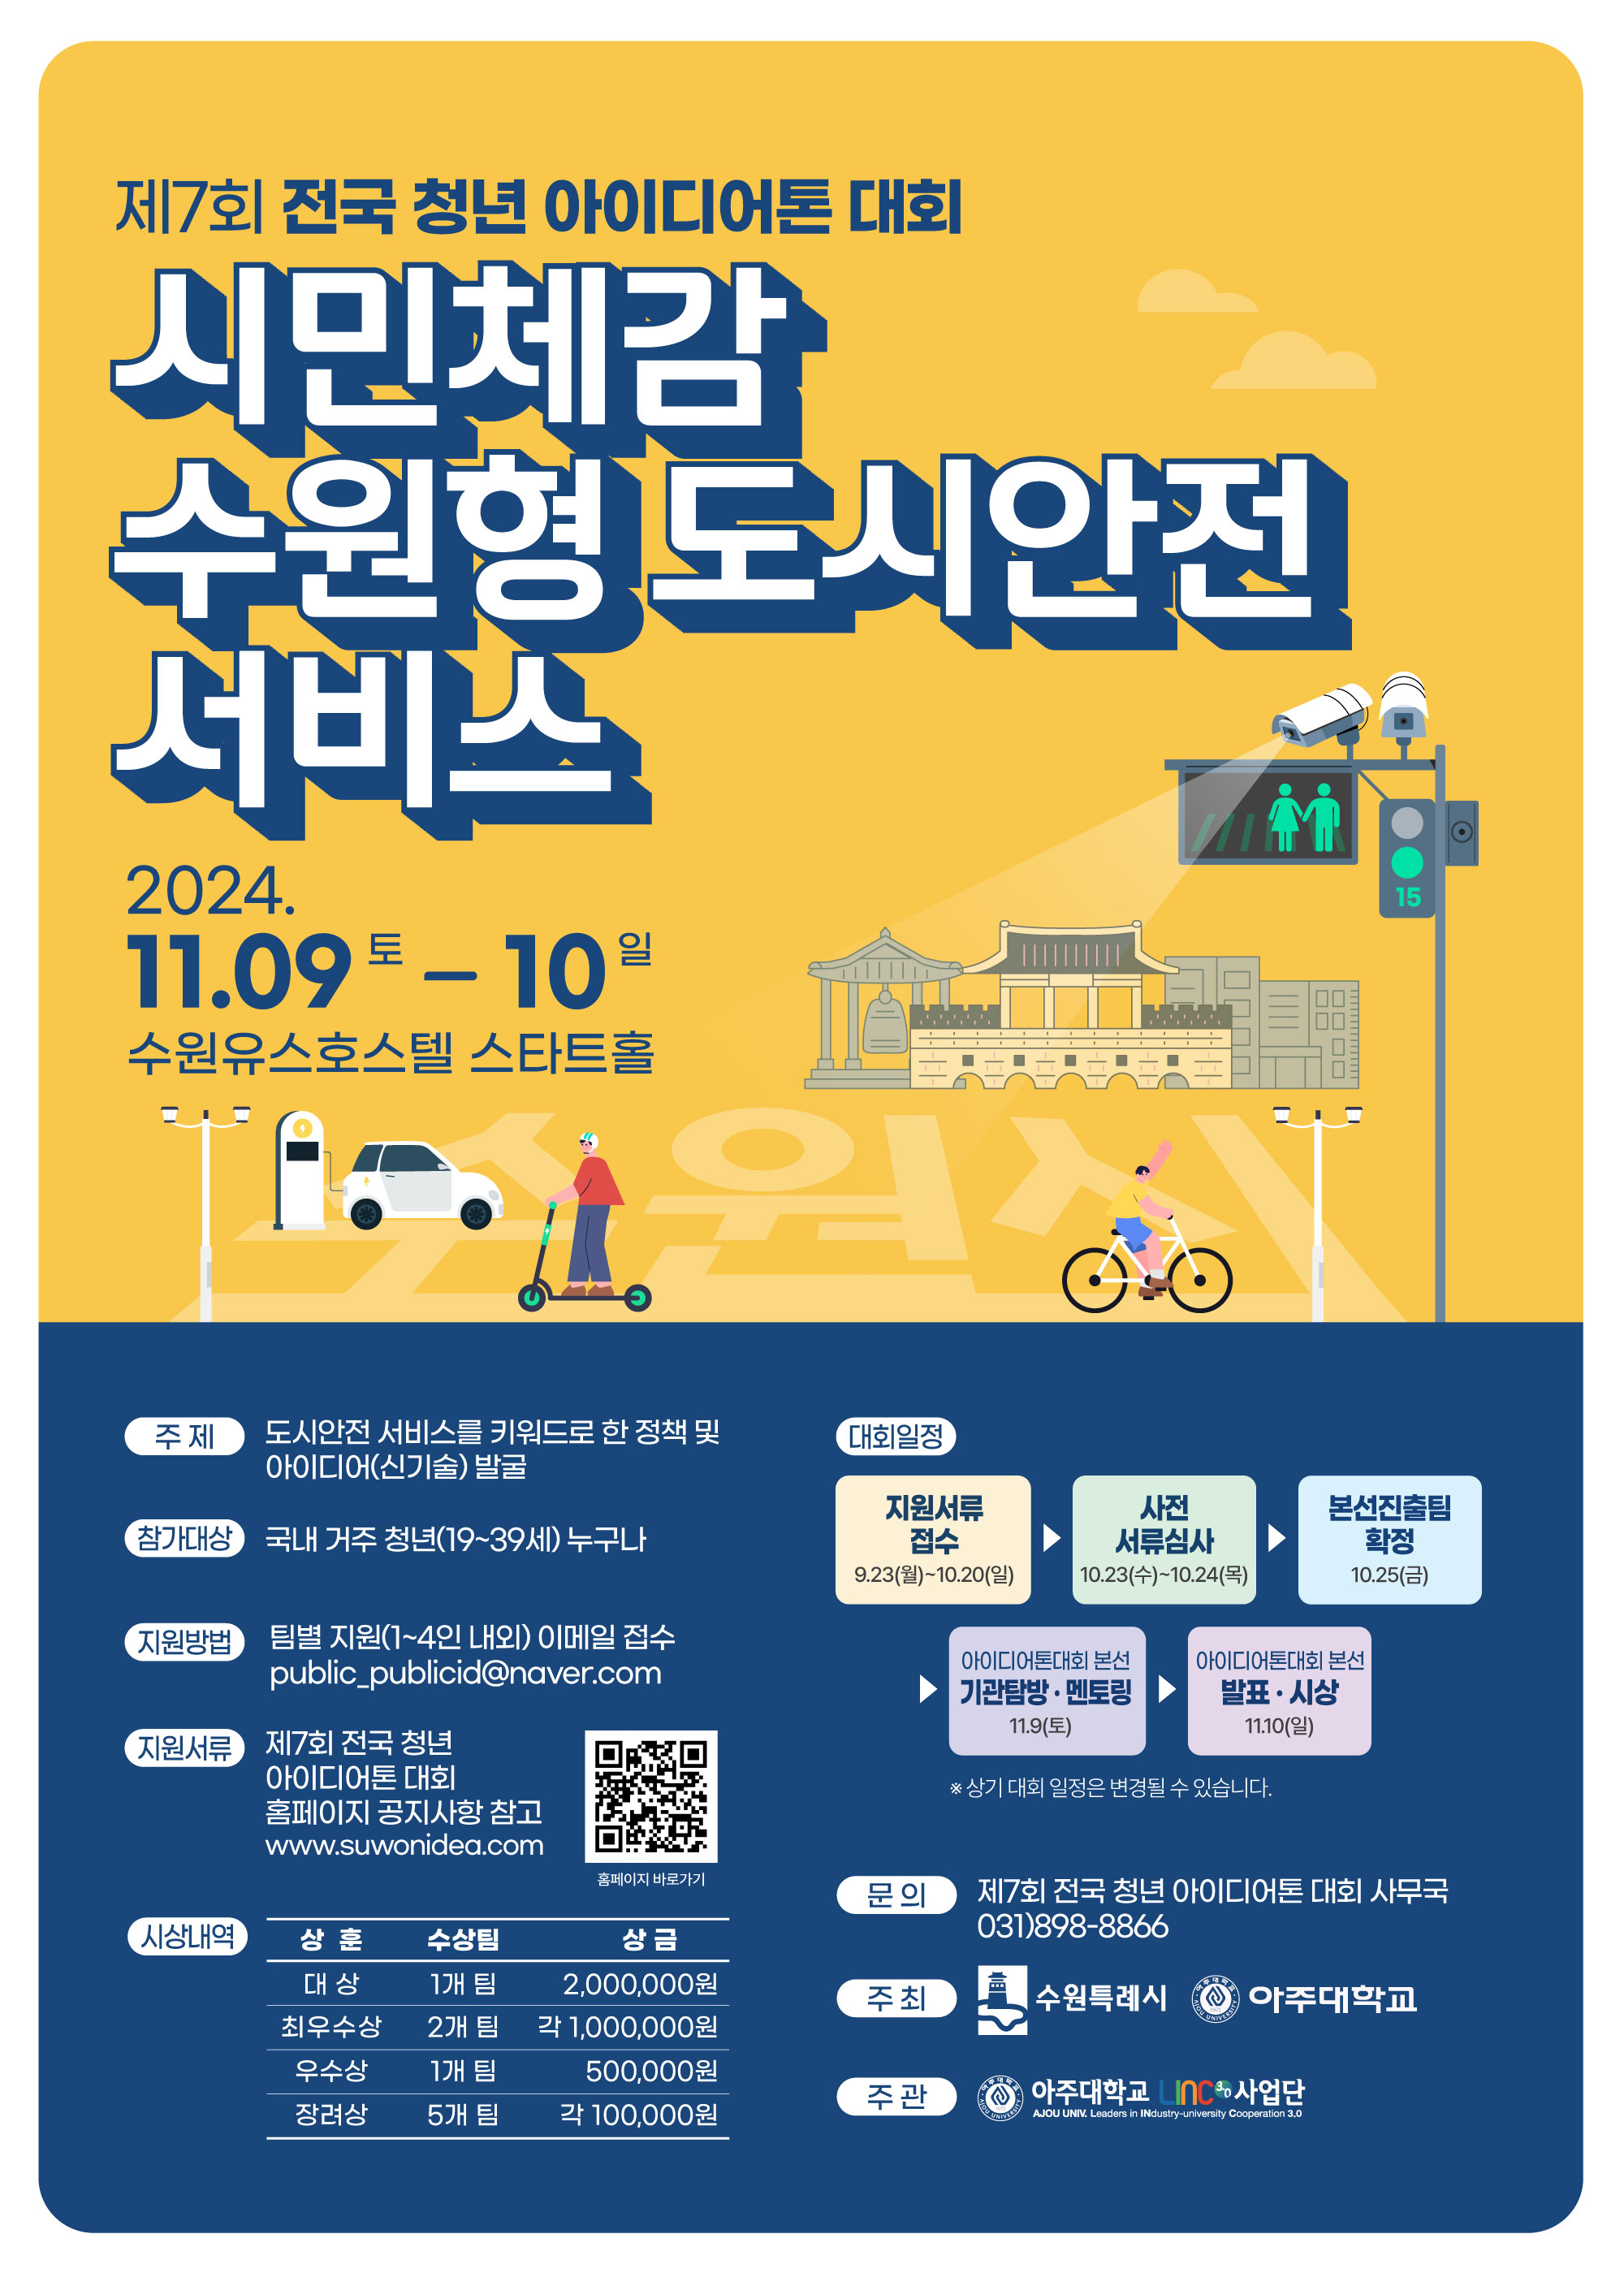 제7회 전국 청년 아이디어톤 대회
시민체감
수원형 도시안전
서비스
2024.
11.09 토 – 10 일
수원유스호스텔 스타트홀
15
수원시
주 제
도시안전 서비스를 키워드로 한 정책 및
아이디어(신기술) 발굴
참가대상
국내 거주 청년(19~39세) 누구나
지원방법
팀별 지원(1~4인 내외) 이메일 접수
public_publicid@naver.com
지원서류
제7회 전국 청년
아이디어톤 대회
홈페이지 공지사항 참고
www.suwonidea.com
홈페이지 바로가기
시상내역
상 훈 수상팀 상 금
대 상 1개 팀 2,000,000원
최우수상 2개 팀 각 1,000,000원
우수상 1개 팀 500,000원
장려상 5개 팀 각 100,000원
대회일정
지원서류
접수
9.23(월)~10.20(일)
사전
서류심사
10.23(수)~10.24(목)
본선진출팀
확정
10.25(금)
아이디어톤대회 본선
기관탐방 · 멘토링
11.9(토)
아이디어톤대회 본선
발표 · 시상
11.10(일)
※ 상기 대회 일정은 변경될 수 있습니다.
문 의
제7회 전국 청년 아이디어톤 대회 사무국
031)898-8866
주 최
수원특례시
아주대학교
AJOU UNIVERSITY
아주대학교
주 관
아주대학교
AJOU UNIVERSITY
아주대학교 LINC 3.0 사업단
AJOU UNIV. Leaders in INdustry-university Cooperation 3.0